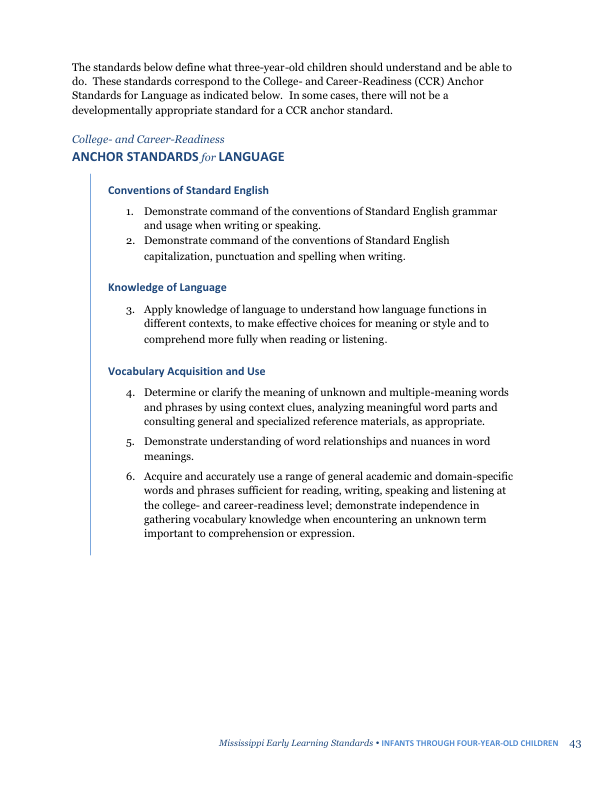 The standards below define what three-year-old children should understand and be able to
do.  These standards correspond to the College- and Career-Readiness (CCR) Anchor
Standards for Language as indicated below.  In some cases, there will not be a
developmentally appropriate standard for a CCR anchor standard.
College- and Career-Readiness
ANCHOR STANDARDS for LANGUAGE
Conventions of Standard English
1. Demonstrate command of the conventions of Standard English grammar
and usage when writing or speaking.
2. Demonstrate command of the conventions of Standard English
capitalization, punctuation and spelling when writing.
Knowledge of Language
3. Apply knowledge of language to understand how language functions in
different contexts, to make effective choices for meaning or style and to
comprehend more fully when reading or listening.
Vocabulary Acquisition and Use
4. Determine or clarify the meaning of unknown and multiple-meaning words
and phrases by using context clues, analyzing meaningful word parts and
consulting general and specialized reference materials, as appropriate.
5. Demonstrate understanding of word relationships and nuances in word
meanings.
6. Acquire and accurately use a range of general academic and domain-specific
words and phrases sufficient for reading, writing, speaking and listening at
the college- and career-readiness level; demonstrate independence in
gathering vocabulary knowledge when encountering an unknown term
important to comprehension or expression.
Mississippi Early Learning Standards • INFANTS THROUGH FOUR-YEAR-OLD CHILDREN 43